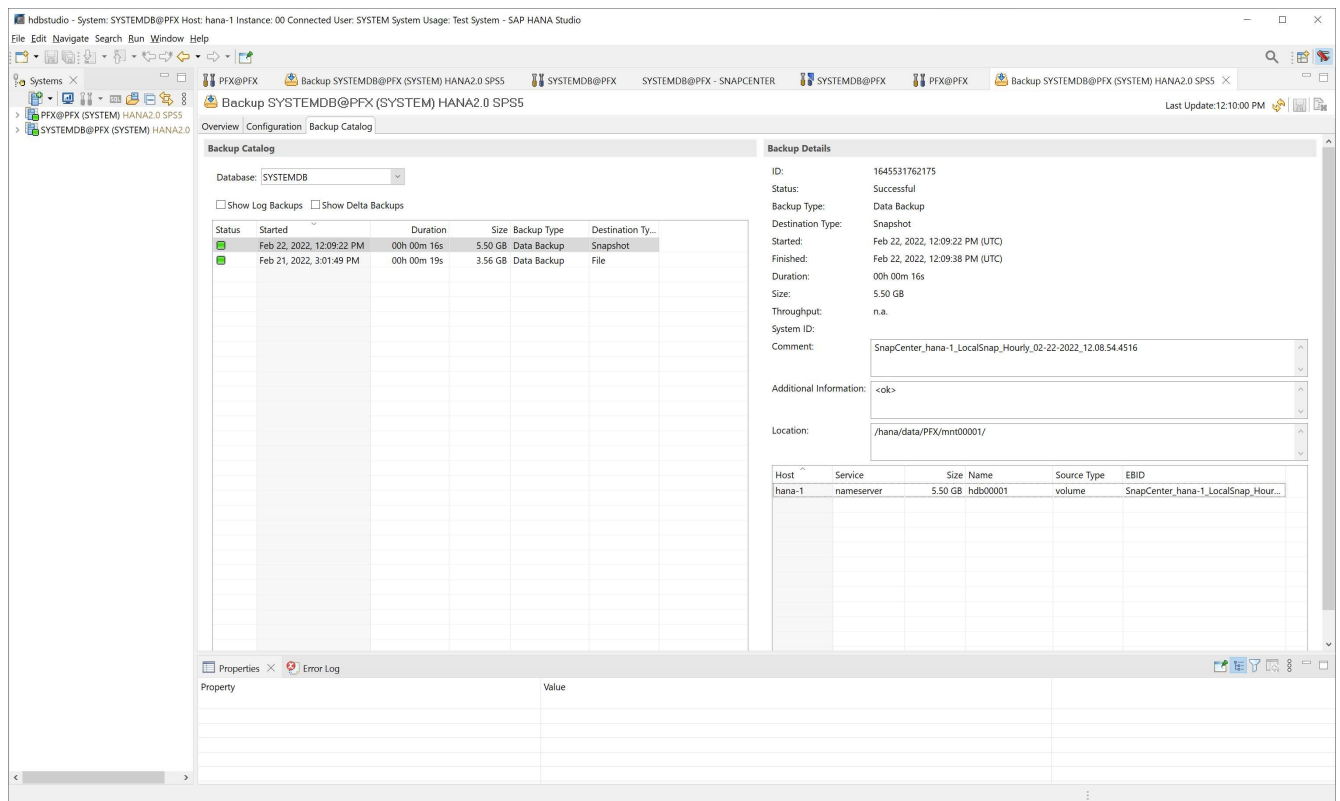 hdbstudio - System: SYSTEMDB@PFX Host: hana-1 Instance: 00 Connected User: SYSTEM System Usage: Test System - SAP HANA Studio
File Edit Navigate Search Run Window Help
Systems
PFX@PFX Backup SYSTEMDB@PFX (SYSTEM) HANA2.0 SPS5 SYSTEMDB@PFX SYSTEMDB@PFX - SNAPCENTER SYSTEMDB@PFX PFX@PFX Backup SYSTEMDB@PFX (SYSTEM) HANA2.0 SPS5
PFX@PFX (SYSTEM) HANA2.0 SPS5
SYSTEMDB@PFX (SYSTEM) HANA2.0
Backup SYSTEMDB@PFX (SYSTEM) HANA2.0 SPS5
Last Update:12:10:00 PM
Overview Configuration Backup Catalog
Backup Catalog
Database: SYSTEMDB
Show Log Backups Show Delta Backups
Status Started Duration Size Backup Type Destination Ty...
Feb 22, 2022, 12:09:22 PM 00h 00m 16s 5.50 GB Data Backup Snapshot
Feb 21, 2022, 3:01:49 PM 00h 00m 19s 3.56 GB Data Backup File
Backup Details
ID: 1645531762175
Status: Successful
Backup Type: Data Backup
Destination Type: Snapshot
Started: Feb 22, 2022, 12:09:22 PM (UTC)
Finished: Feb 22, 2022, 12:09:38 PM (UTC)
Duration: 00h 00m 16s
Size: 5.50 GB
Throughput: n.a.
System ID:
Comment: SnapCenter_hana-1_LocalSnap_Hourly_02-22-2022_12.08.54.4516
Additional Information: <ok>
Location: /hana/data/PFX/mnt00001/
Host Service Size Name Source Type EBID
hana-1 nameserver 5.50 GB hdb00001 volume SnapCenter_hana-1_LocalSnap_Hour...
Properties Error Log
Property Value